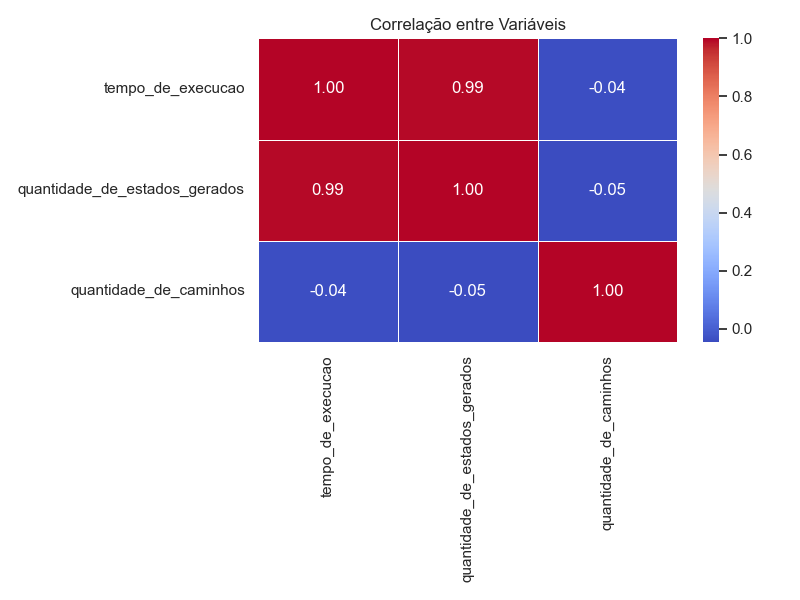 Correlação entre Variáveis
tempo_de_execucao
1.00
0.99
-0.04
quantidade_de_estados_gerados
0.99
1.00
-0.05
quantidade_de_caminhos
-0.04
-0.05
1.00
tempo_de_execucao
quantidade_de_estados_gerados
quantidade_de_caminhos
1.0
0.8
0.6
0.4
0.2
0.0